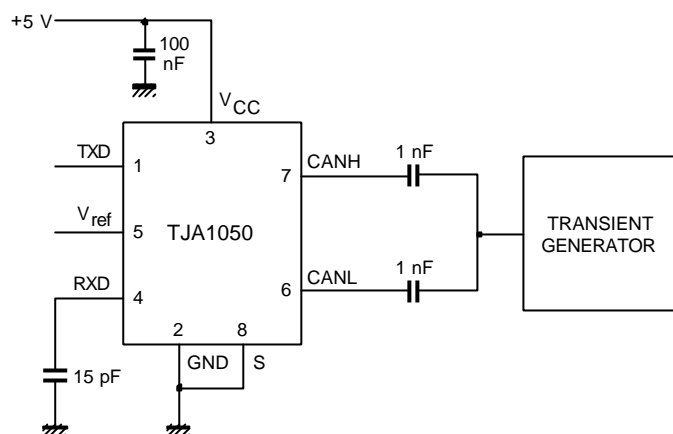 +5 V
100
nF
VCC
3
TXD
1
CANH
7
1 nF
Vref
5
TJA1050
TRANSIENT
GENERATOR
RXD
4
CANL
6
1 nF
2
8
GND
S
15 pF